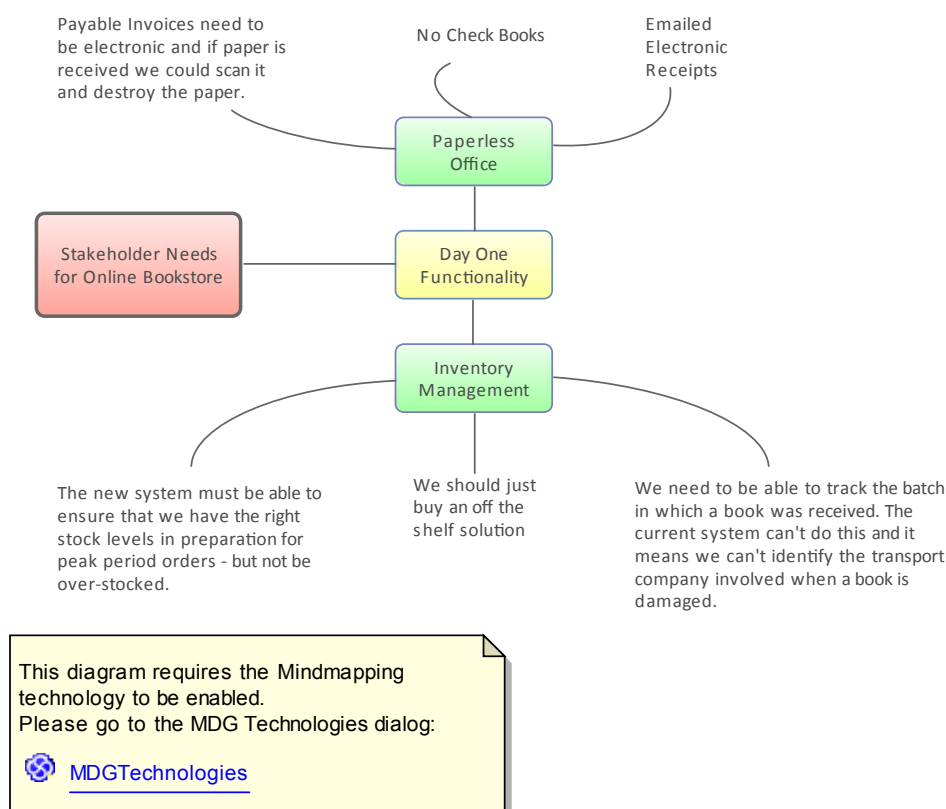 Payable Invoices need to
be electronic and if paper is
received we could scan it
and destroy the paper.
No Check Books
Emailed
Electronic
Receipts
Paperless
Office
Stakeholder Needs
for Online Bookstore
Day One
Functionality
Inventory
Management
The new system must be able to
ensure that we have the right
stock levels in preparation for
peak period orders - but not be
over-stocked.
We should just
buy an off the
shelf solution
We need to be able to track the batch
in which a book was received. The
current system can't do this and it
means we can't identify the transport
company involved when a book is
damaged.
This diagram requires the Mindmapping
technology to be enabled.
Please go to the MDG Technologies dialog:
MDGTechnologies